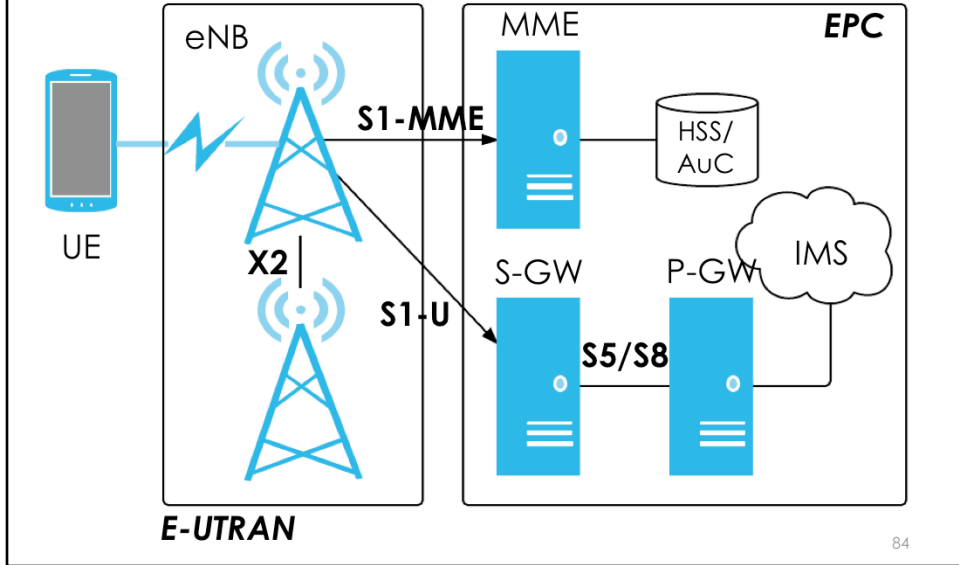 eNB
MME
EPC
S1-MME
HSS/
AuC
UE
X2
S-GW
P-GW
IMS
S1-U
S5/S8
E-UTRAN
84